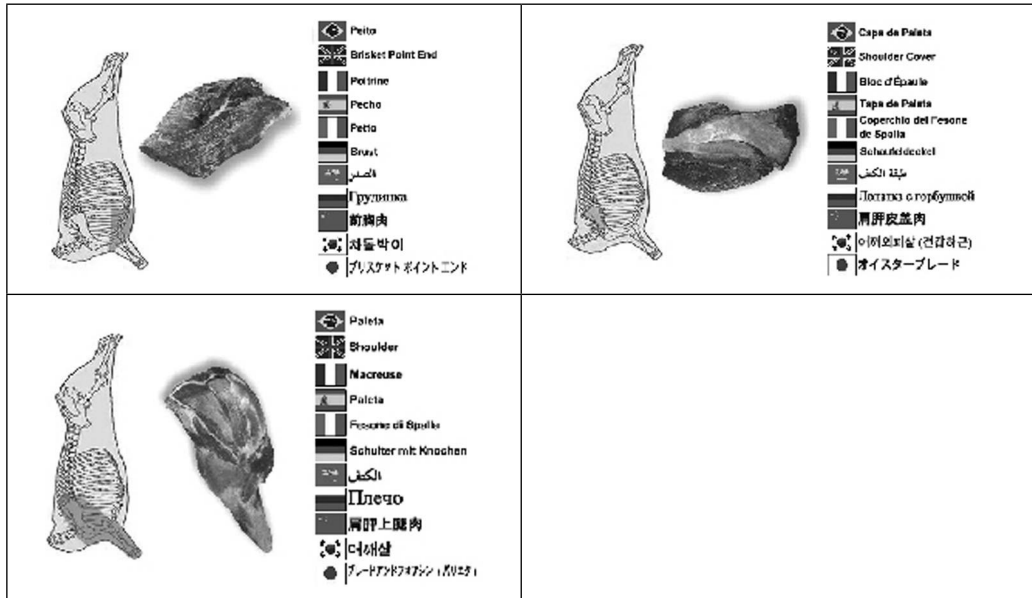 Peito
Brisket Point End
Poitrine
Pecho
Petto
Brust
الصدر
Грудинка
前胸肉
차돌박이
ブリスケット ポイントエンド
Capa de Paleta
Shoulder Cover
Bloc d'Épaule
Tapa de Paleta
Coperchio del Fesone
de Spalla
Schaufeldeckel
الكتف
Лопатка с горбушкой
肩胛皮盖肉
オイスターブレード
Paleta
Shoulder
Macreuse
Paleta
Fesone di Spalla
Schulter mit Knochen
الكتف
Плечо
肩胛上腿肉